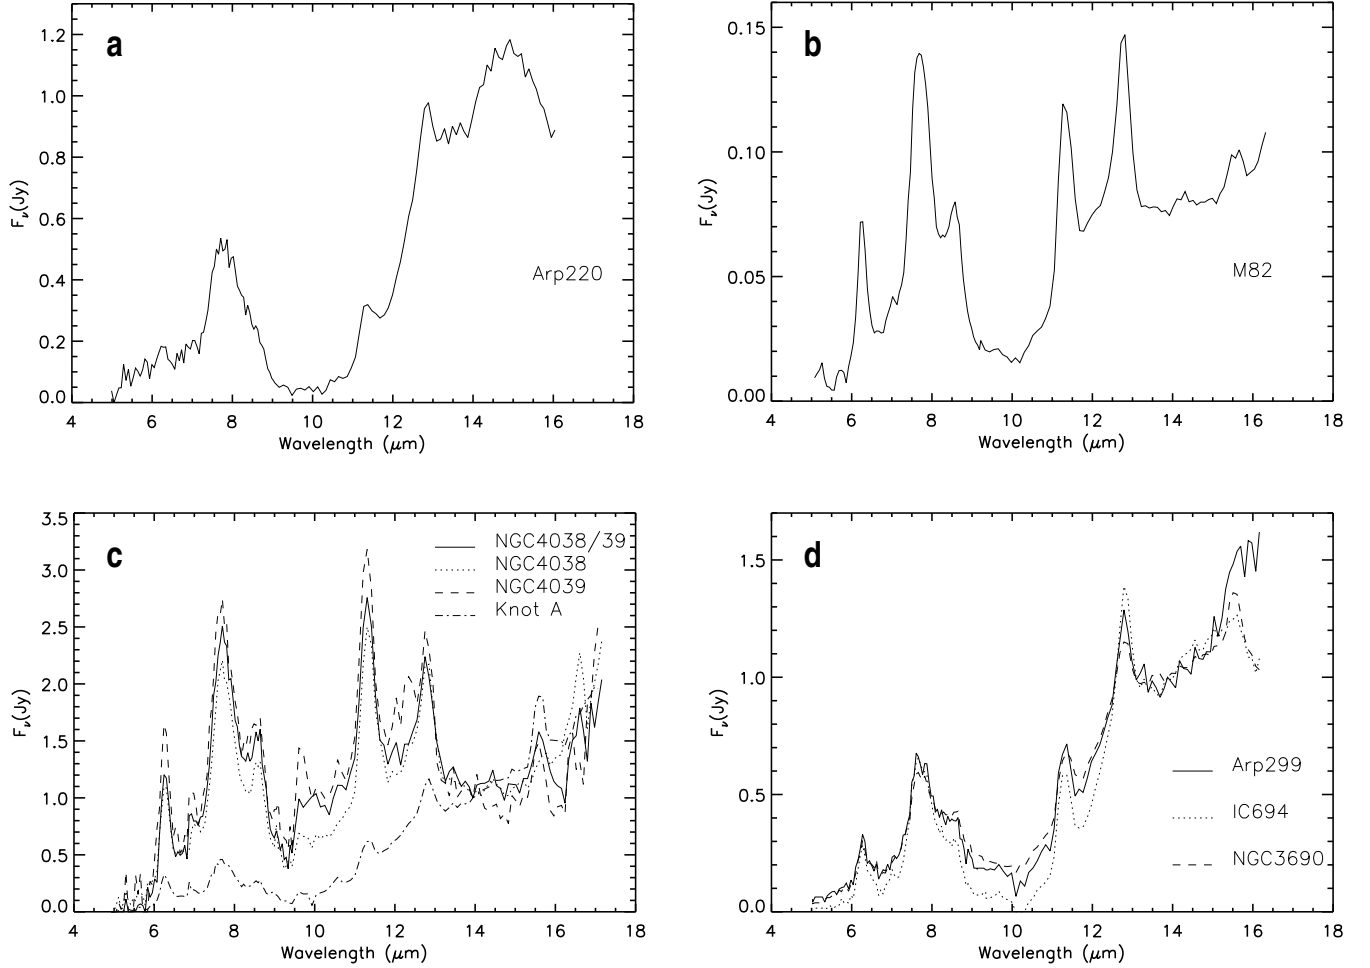 a
1.2
1.0
0.8
0.6
0.4
0.2
0.0
Fν(Jy)
Arp220
4 6 8 10 12 14 16 18
Wavelength (μm)
b
0.15
0.10
0.05
0.00
Fν(Jy)
M82
4 6 8 10 12 14 16 18
Wavelength (μm)
c
3.5
3.0
2.5
2.0
1.5
1.0
0.5
0.0
Fν(Jy)
NGC4038/39
NGC4038
NGC4039
Knot A
4 6 8 10 12 14 16 18
Wavelength (μm)
d
1.5
1.0
0.5
0.0
Fν(Jy)
Arp299
IC694
NGC3690
4 6 8 10 12 14 16 18
Wavelength (μm)